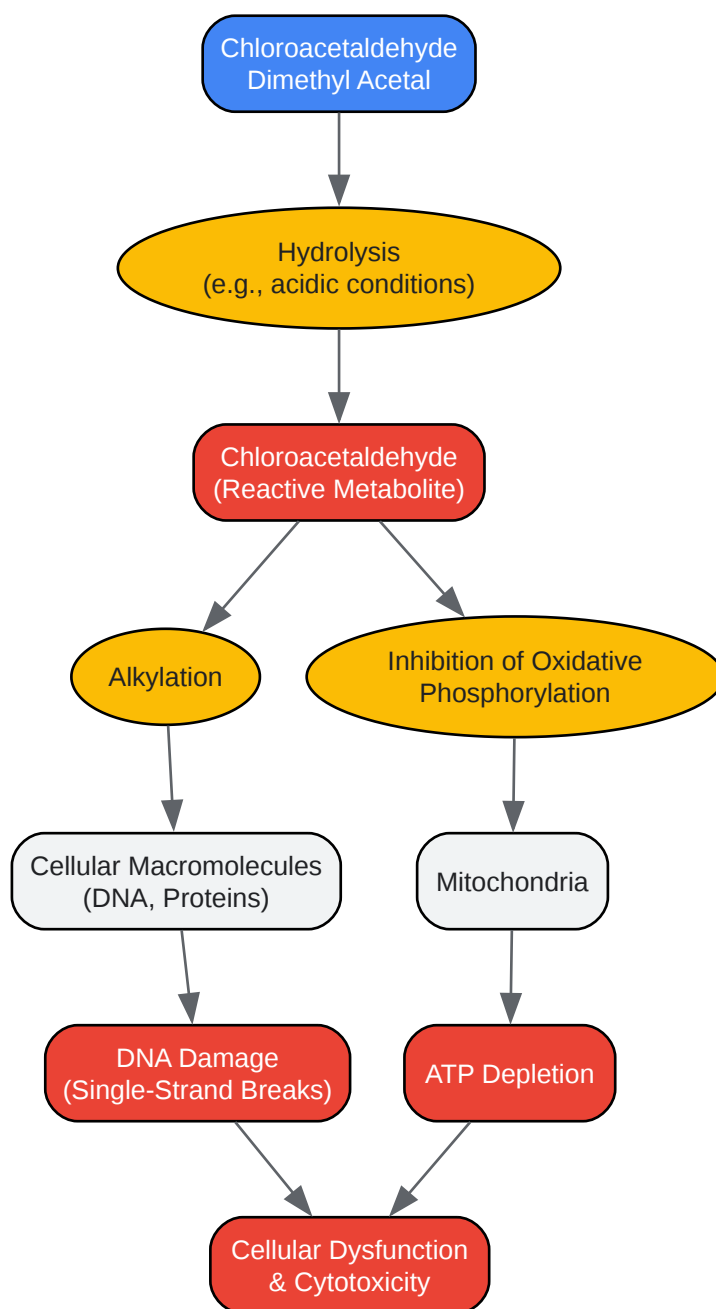 Chloroacetaldehyde
Dimethyl Acetal
Hydrolysis
(e.g., acidic conditions)
Chloroacetaldehyde
(Reactive Metabolite)
Alkylation
Inhibition of Oxidative
Phosphorylation
Cellular Macromolecules
(DNA, Proteins)
Mitochondria
DNA Damage
(Single-Strand Breaks)
ATP Depletion
Cellular Dysfunction
& Cytotoxicity